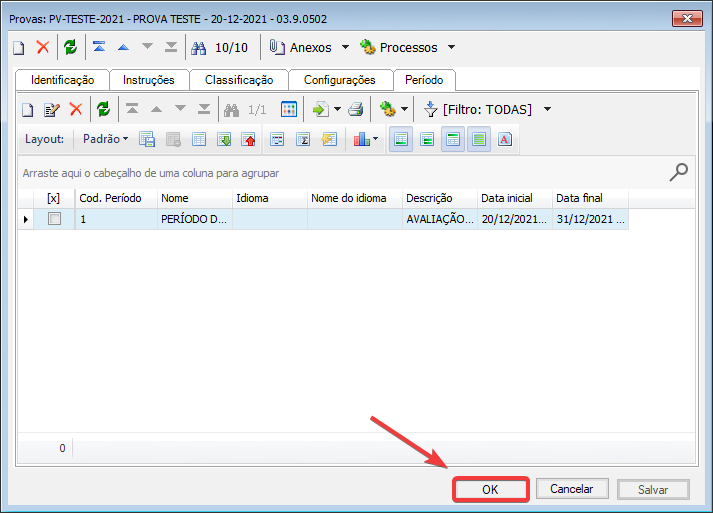 Provas: PV-TESTE-2021 - PROVA TESTE - 20-12-2021 - 03.9.0502
10/10 Anexos Processos
Identificação Instruções Classificação Configurações Período
1/1 [Filtro: TODAS]
Layout: Padrão Σ A
Arraste aqui o cabeçalho de uma coluna para agrupar
[x] Cod. Período Nome Idioma Nome do idioma Descrição Data inicial Data final
1 PERÍODO D... AVALIAÇÃO... 20/12/2021... 31/12/2021 ...
0
OK Cancelar Salvar